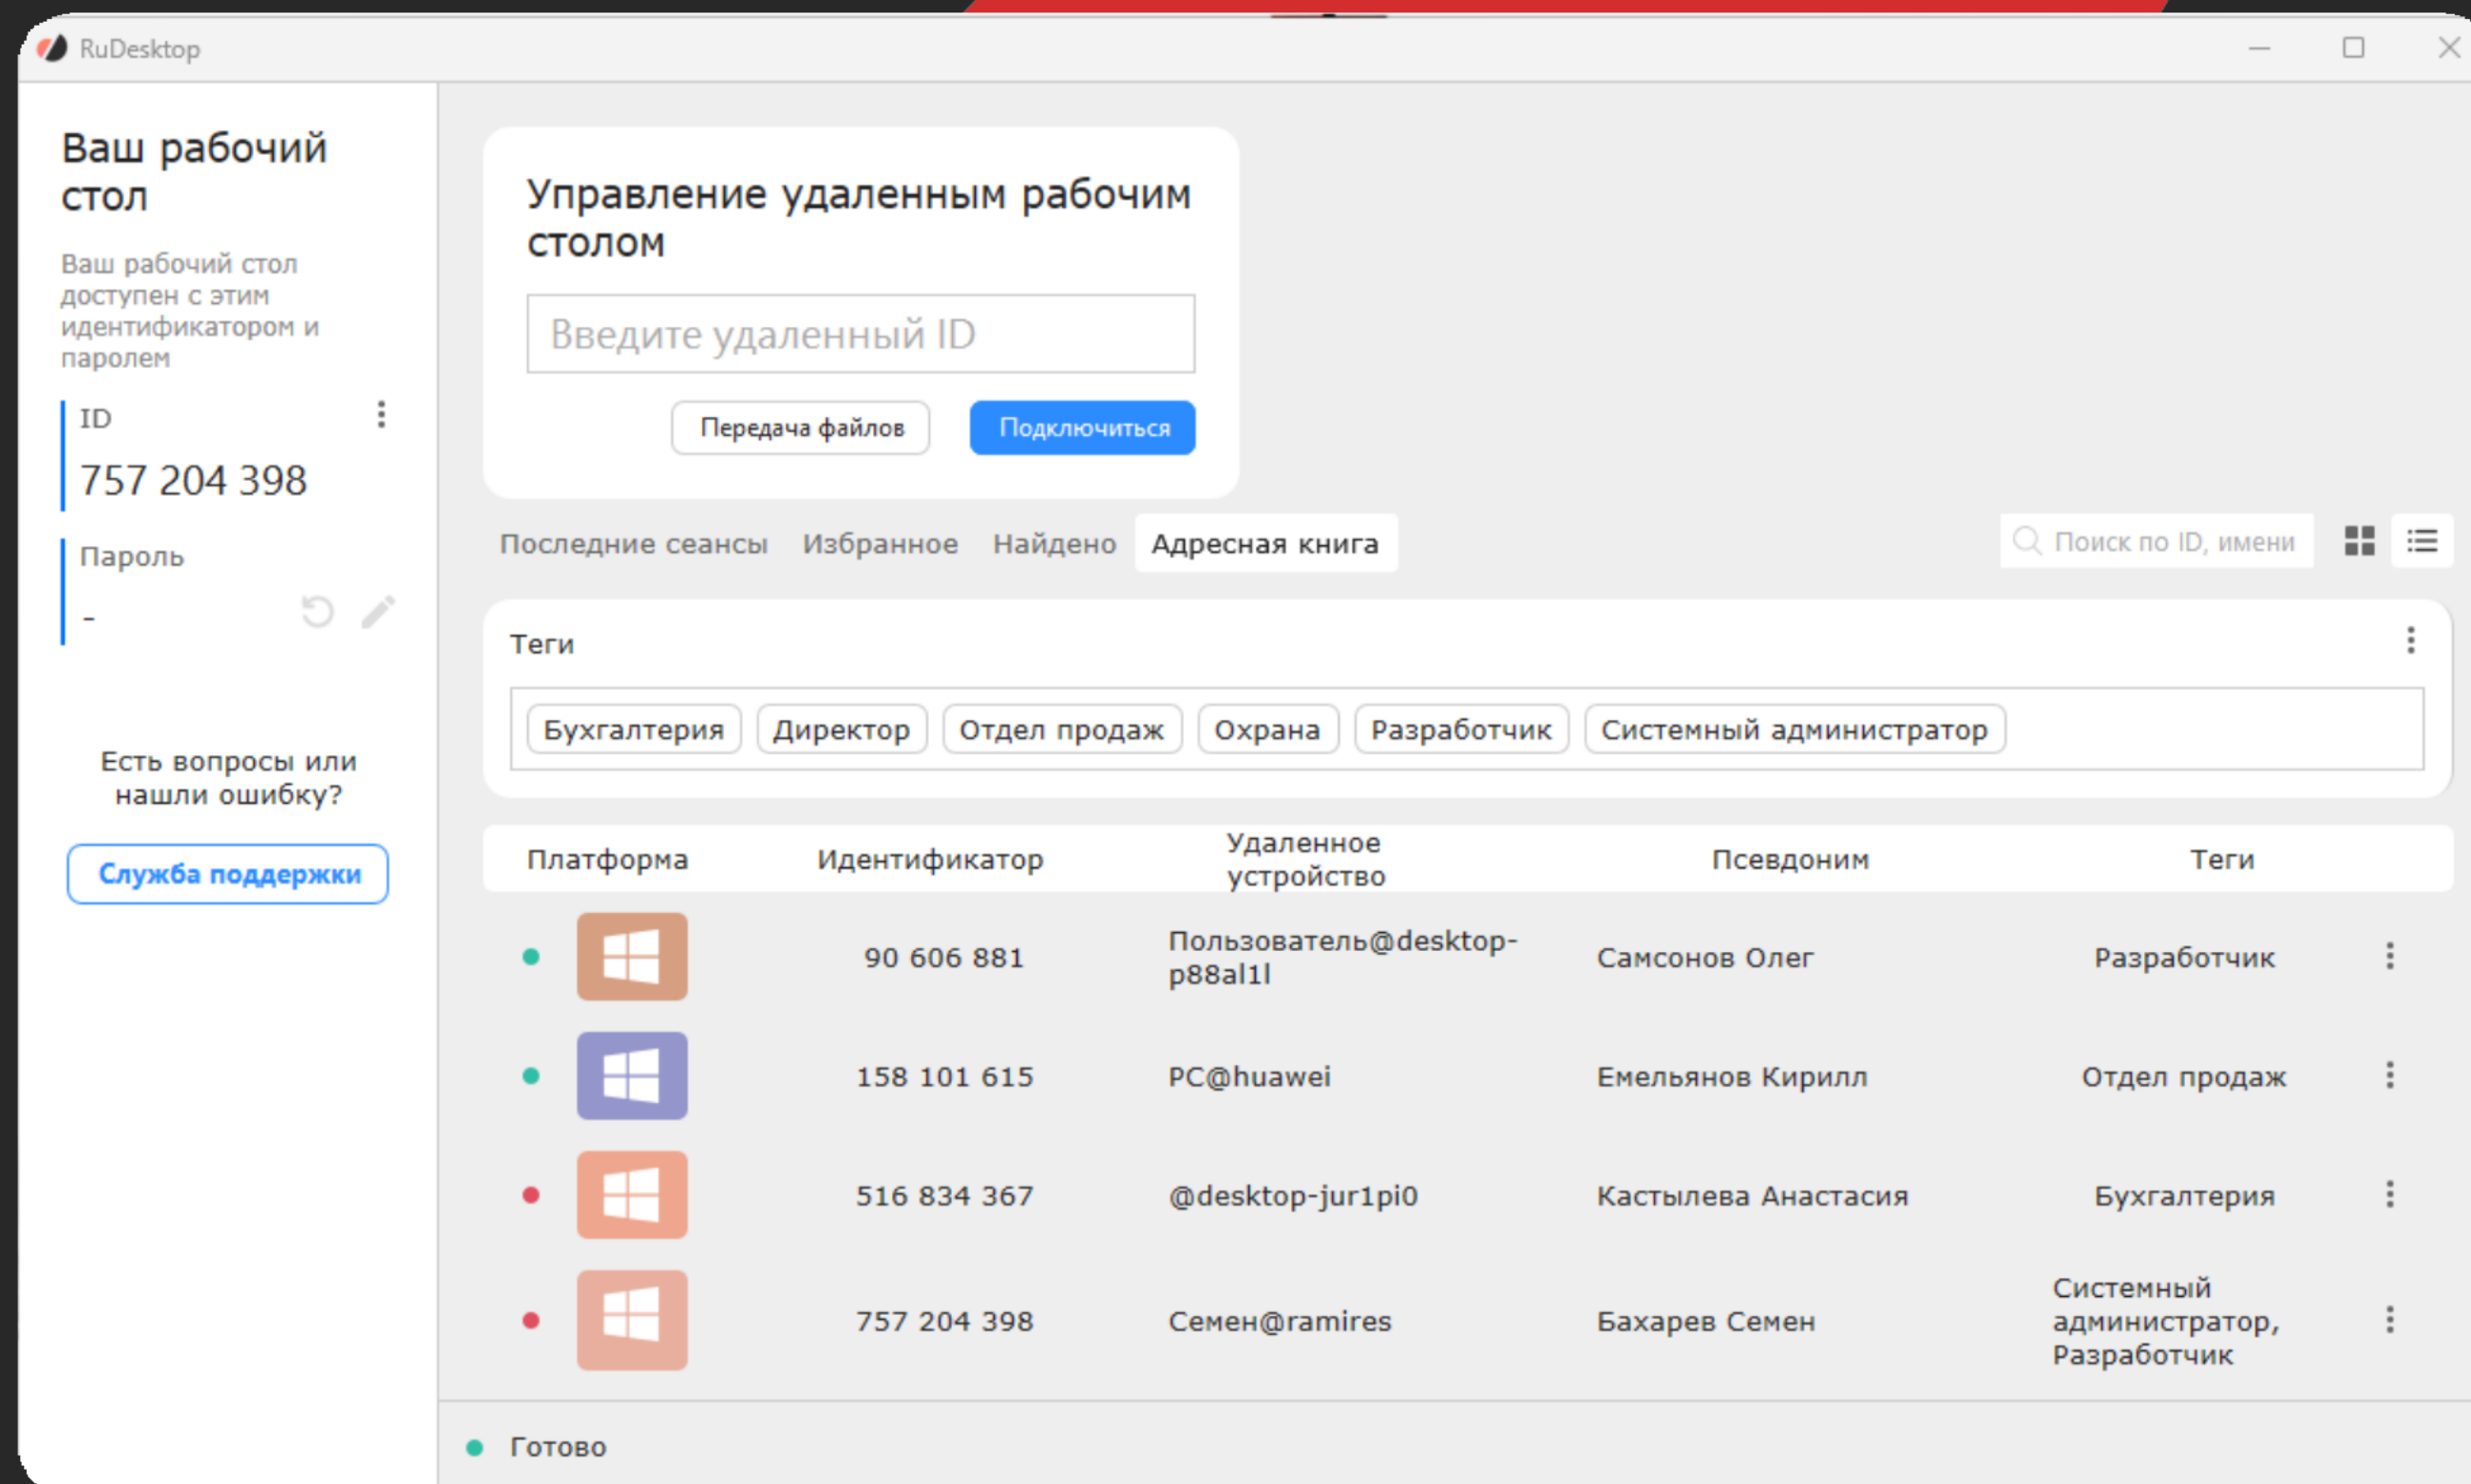 RuDesktop
Ваш рабочий
стол
Ваш рабочий стол
доступен с этим
идентификатором и
паролем
ID
757 204 398
Пароль
-
Есть вопросы или
нашли ошибку?
Служба поддержки
Управление удаленным рабочим
столом
Введите удаленный ID
Передача файлов Подключиться
Последние сеансы Избранное Найдено Адресная книга Поиск по ID, имени
Теги
Бухгалтерия Директор Отдел продаж Охрана Разработчик Системный администратор
Платформа Идентификатор Удаленное устройство Псевдоним Теги
90 606 881 Пользователь@desktop-p88al1l Самсонов Олег Разработчик
158 101 615 PC@huawei Емельянов Кирилл Отдел продаж
516 834 367 @desktop-jur1pi0 Кастылева Анастасия Бухгалтерия
757 204 398 Семен@ramires Бахарев Семен Системный администратор, Разработчик
Готово